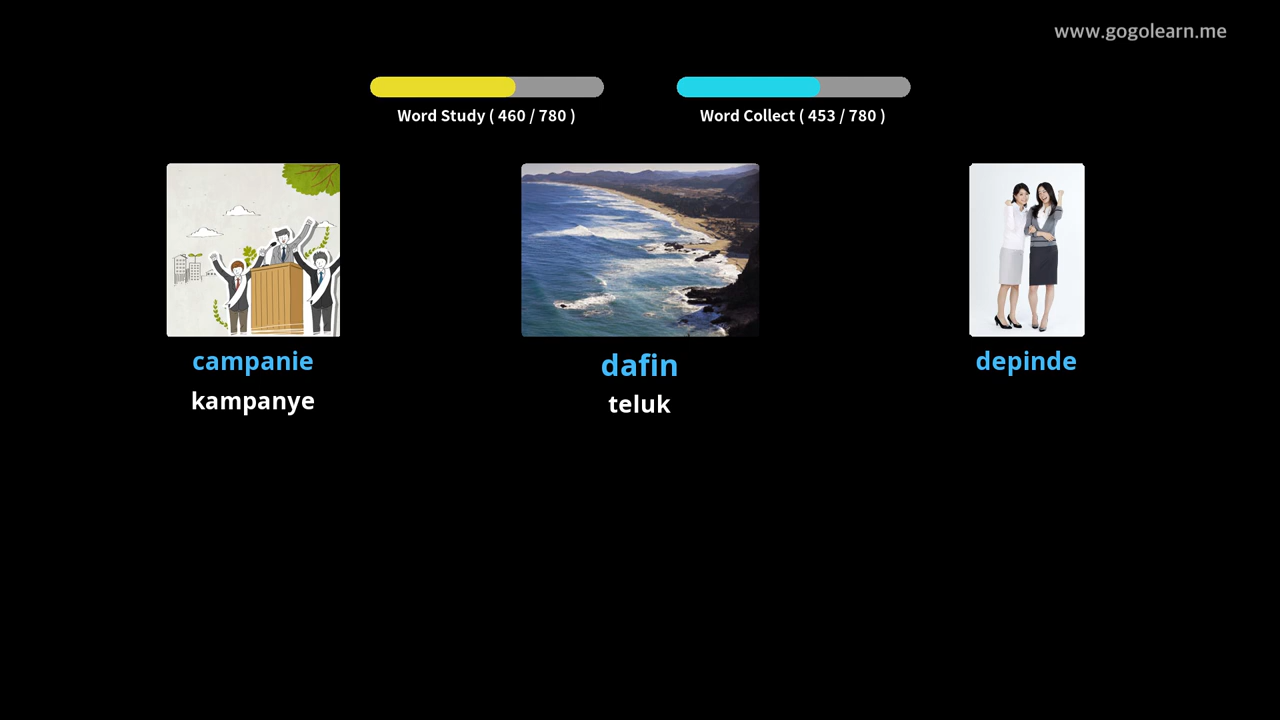 www.gogolearn.me
Word Study ( 460 / 780 )
Word Collect ( 453 / 780 )
campanie
kampanye
dafin
teluk
depinde